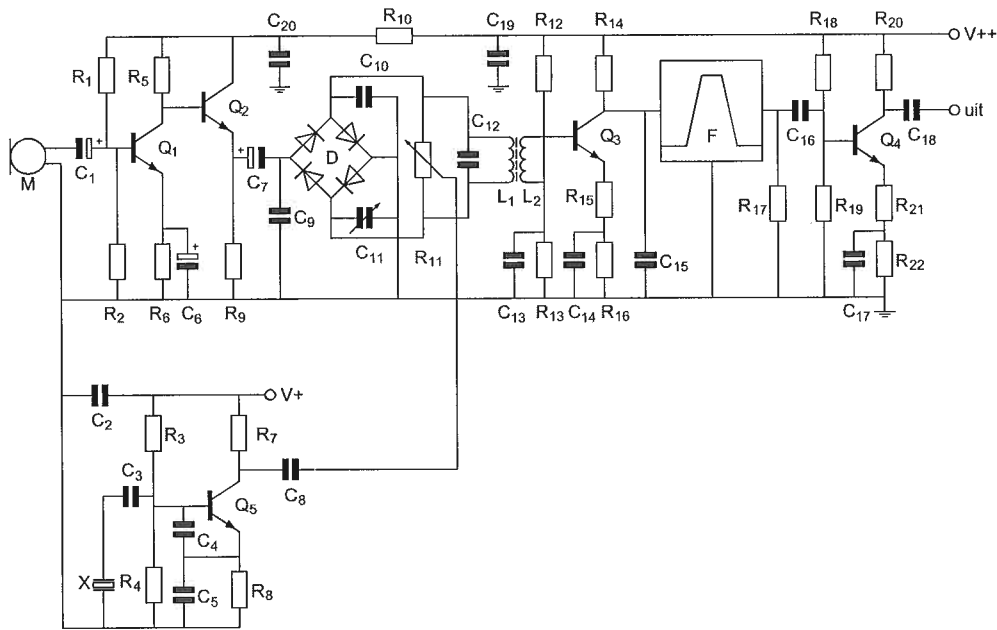 C20
R10
C19
R12
R14
R18
R20
V++
R1
R5
Q2
C10
C12
Q3
F
C16
Q4
C18
uit
M
C1
+
Q1
+
C7
D
L1
L2
R15
R17
R19
R21
C9
C11
R11
C15
R22
+
R2
R6
C6
R9
C13
R13
C14
R16
C17
C2
V+
R3
R7
C3
C8
Q5
C4
X
R4
C5
R8